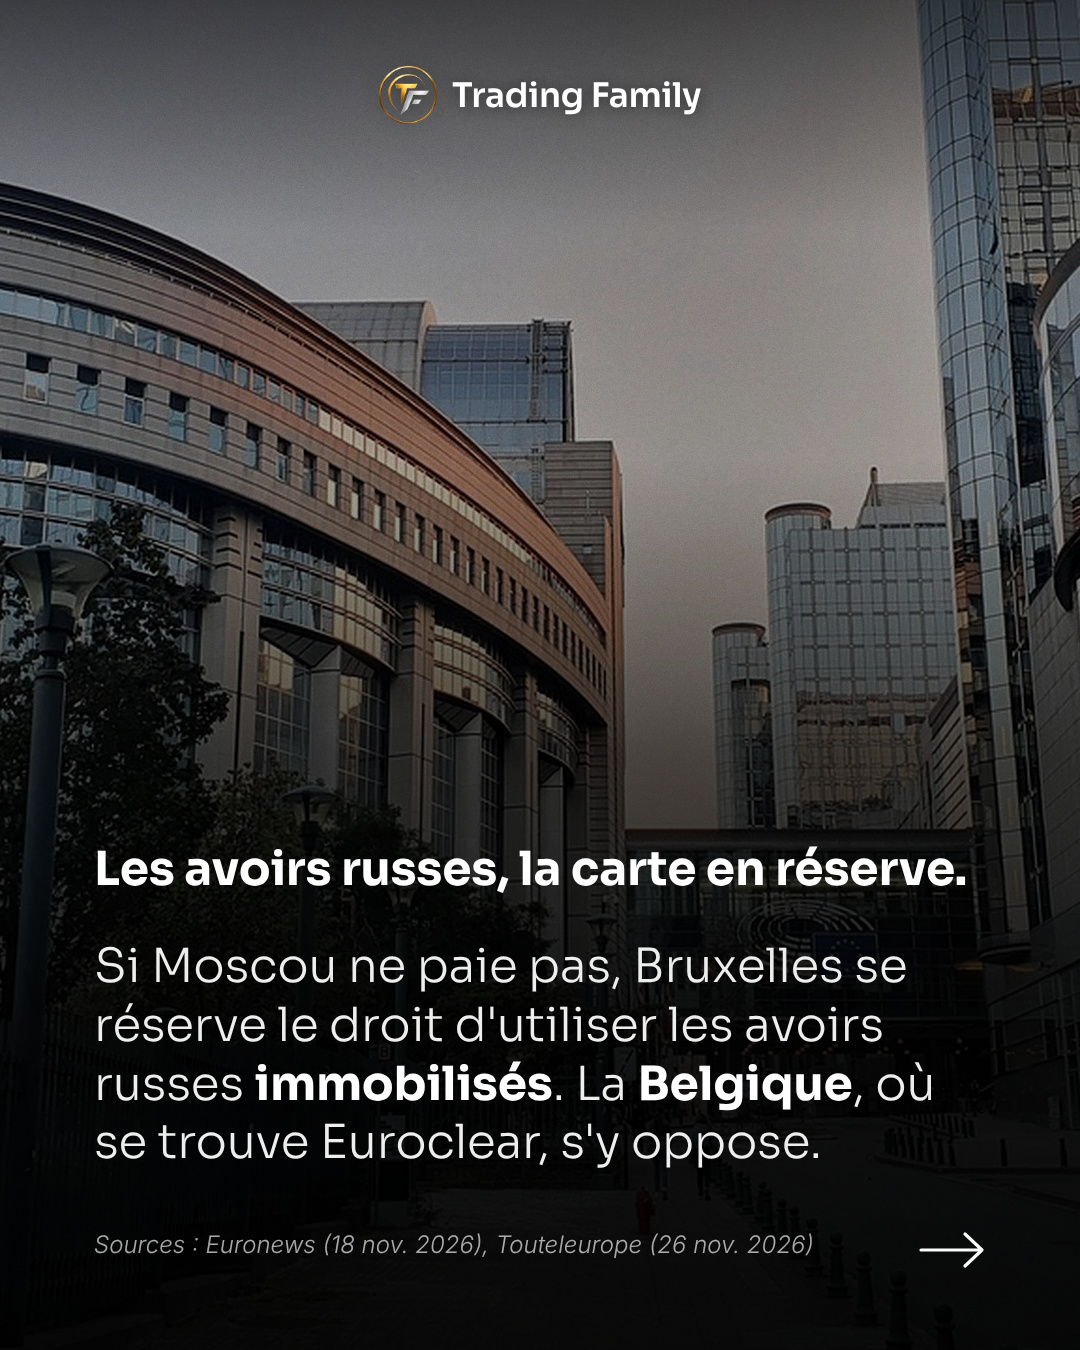 Trading Family
Les avoirs russes, la carte en réserve.
Si Moscou ne paie pas, Bruxelles se
réserve le droit d'utiliser les avoirs
russes immobilisés. La Belgique, où
se trouve Euroclear, s'y oppose.
Sources : Euronews (18 nov. 2026), Touteleurope (26 nov. 2026)